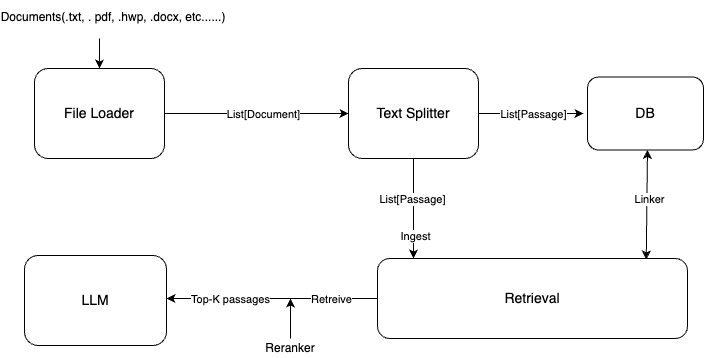 Documents(.txt, . pdf, .hwp, .docx, etc......)
File Loader
List[Document]
Text Splitter
List[Passage]
DB
List[Passage]
Linker
Ingest
LLM
Top-K passages
Retreive
Retrieval
Reranker